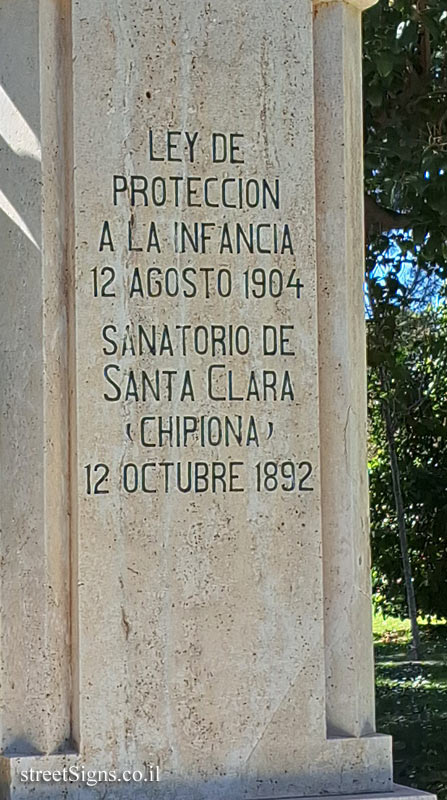 LEY DE
PROTECCION
A LA INFANCIA
12 AGOSTO 1904
SANATORIO DE
SANTA CLARA
(CHIPIONA)
12 OCTUBRE 1892
streetSigns.co.il